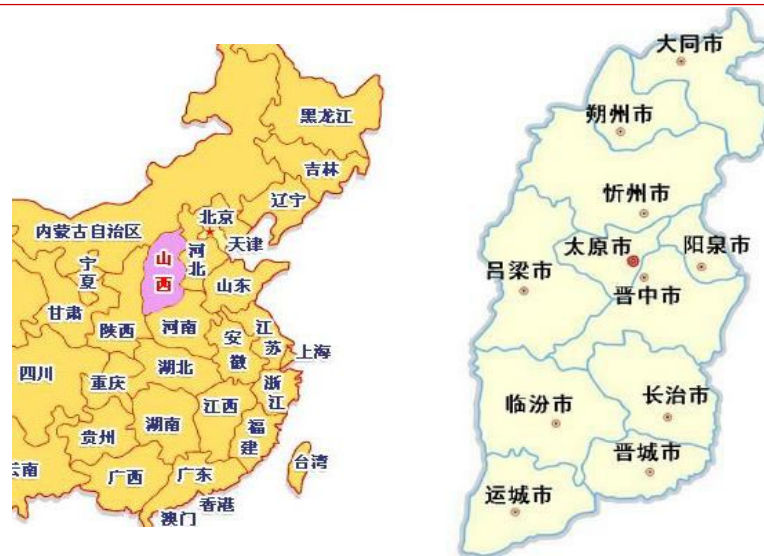 黑龙江
吉林
辽宁
北京
内蒙古自治区
天津
河北
山西
宁夏
山东
甘肃
陕西
河南
江苏
安徽
上海
四川
重庆
湖北
浙江
江西
湖南
贵州
福建
云南
广西
广东
台湾
香港
澳门
大同市
朔州市
忻州市
太原市
阳泉市
吕梁市
晋中市
临汾市
长治市
晋城市
运城市